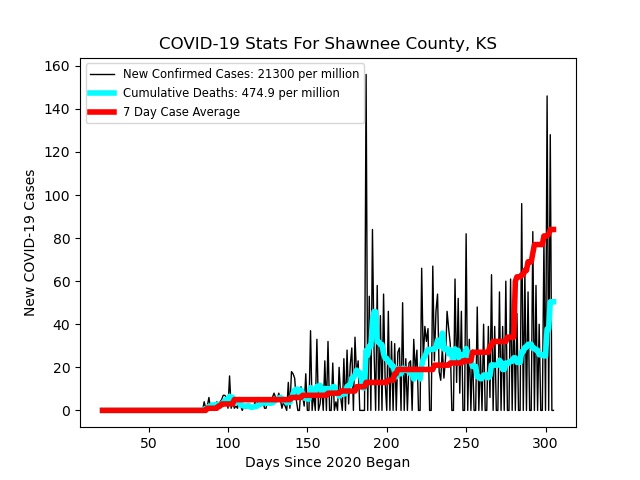 COVID-19 Stats For Shawnee County, KS
160
140
120
100
80
60
40
20
0
New COVID-19 Cases
New Confirmed Cases: 21300 per million
Cumulative Deaths: 474.9 per million
7 Day Case Average
50 100 150 200 250 300
Days Since 2020 Began